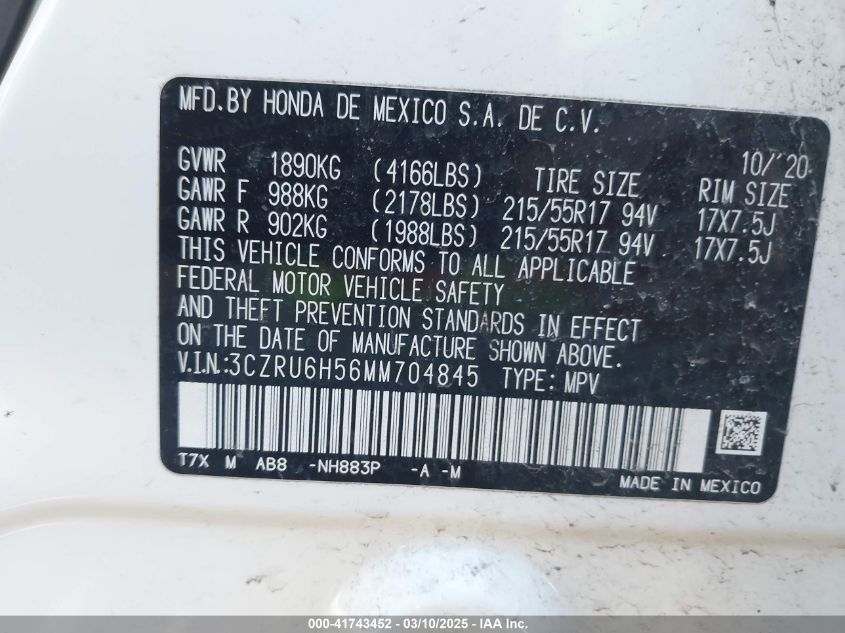 MFD.BY HONDA DE MEXICO S.A. DE C.V.
10/'20
GVWR 1890KG (4166LBS) TIRE SIZE RIM SIZE
GAWR F 988KG (2178LBS) 215/55R17 94V 17X7.5J
GAWR R 902KG (1988LBS) 215/55R17 94V 17X7.5J
THIS VEHICLE CONFORMS TO ALL APPLICABLE
FEDERAL MOTOR VEHICLE SAFETY
AND THEFT PREVENTION STANDARDS IN EFFECT
ON THE DATE OF MANUFACTURE SHOWN ABOVE.
V.I.N.:3CZRU6H56MM704845 TYPE: MPV
T7X M AB8 -NH883P -A -M
MADE IN MEXICO
000-41743452 - 03/10/2025 - IAA Inc.